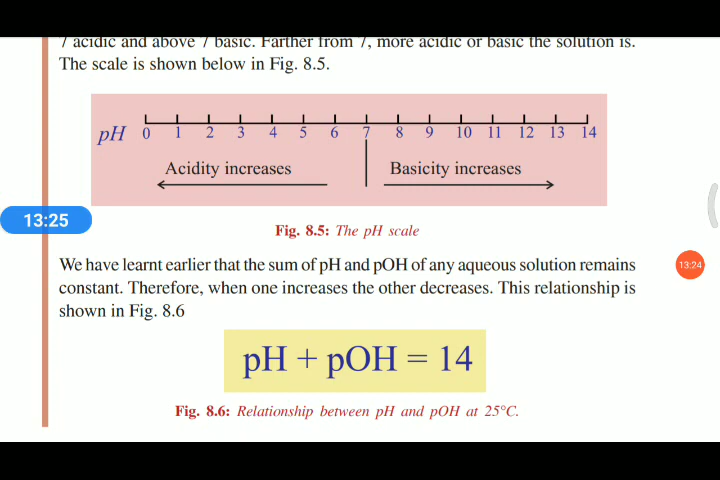 7 acidic and above 7 basic. Farther from 7, more acidic or basic the solution is.
The scale is shown below in Fig. 8.5.
pH 0 1 2 3 4 5 6 7 8 9 10 11 12 13 14
Acidity increases Basicity increases
13:25
Fig. 8.5: The pH scale
We have learnt earlier that the sum of pH and pOH of any aqueous solution remains
13:24
constant. Therefore, when one increases the other decreases. This relationship is
shown in Fig. 8.6
pH + pOH = 14
Fig. 8.6: Relationship between pH and pOH at 25°C.